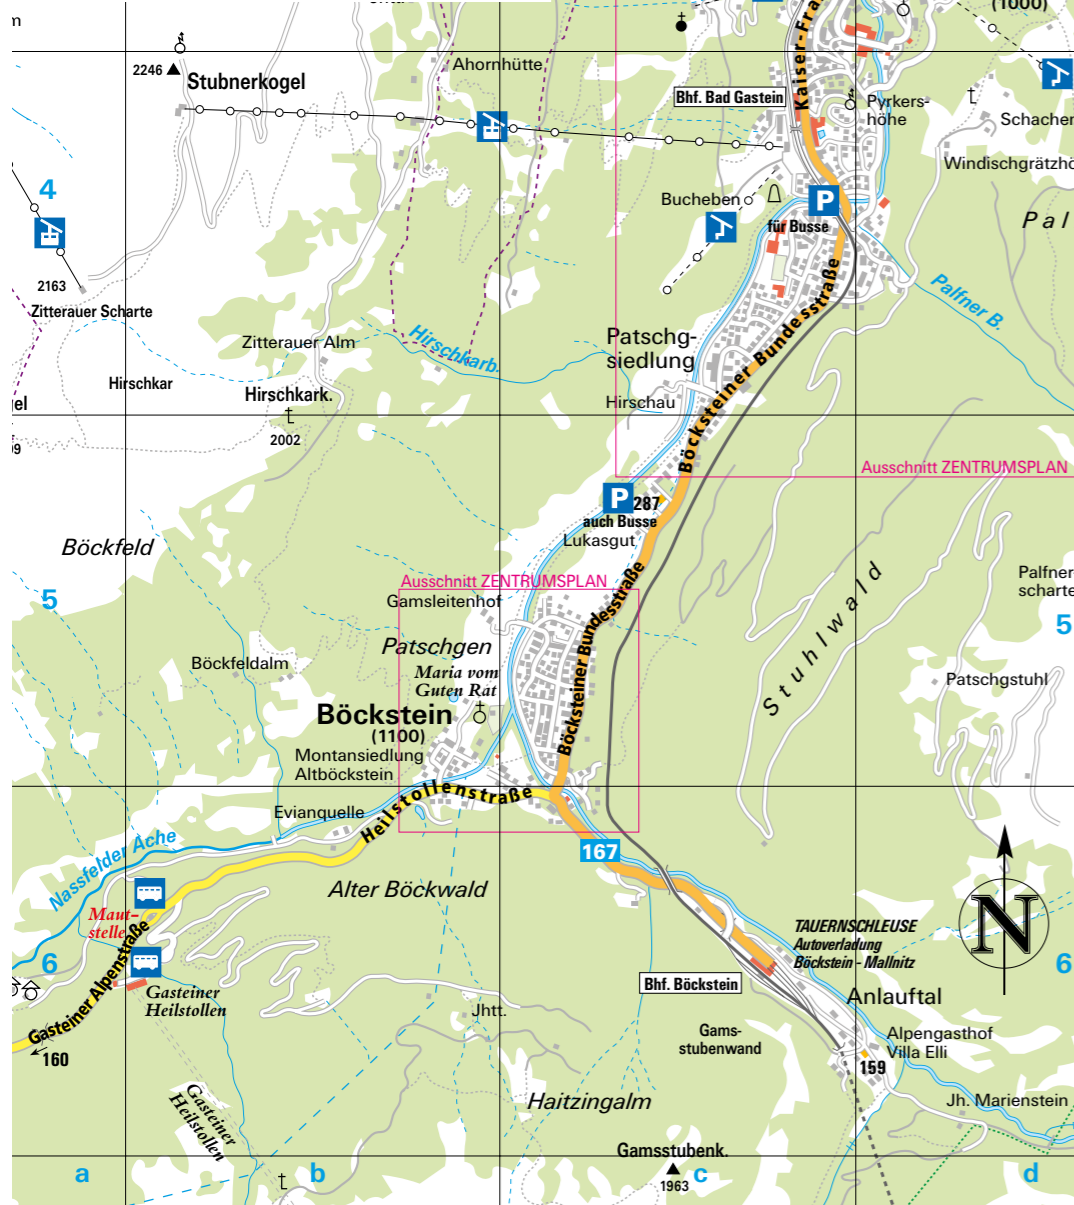 (1000)
m
2246
Stubnerkogel
Ahornhütte
Bhf. Bad Gastein
Kaiser-Fra
Pyrkers-
höhe
Schacher
Windischgrätzhö
4
Bucheben
P
für Busse
Pal
2163
Zitterauer Scharte
Palfner B.
Hirschkarb.
Zitterauer Alm
Patschg-
siedlung
Böcksteiner Bundesstraße
Hirschkar
Hirschkark.
Hirschau
el
2002
99
Ausschnitt ZENTRUMSPLAN
P
287
auch Busse
Lukasgut
Böckfeld
Stuhlwald
Palfner
scharte
5
5
Ausschnitt ZENTRUMSPLAN
Gamsleitenhof
Böcksteiner Bundesstraße
Patschgen
Böckfeldalm
Maria vom
Guten Rat
Patschgstuhl
Böckstein
(1100)
Montansiedlung
Altböckstein
Heilstollenstraße
Evianquelle
Nassfelder Ache
167
Alter Böckwald
N
Maut-
stelle
TAUERNSCHLEUSE
Autoverladung
Böckstein - Mallnitz
6
6
Gasteiner Alpenstraße
Gasteiner
Heilstollen
Bhf. Böckstein
Anlauftal
Jhtt.
Gams-
stubenwand
Alpengasthof
Villa Elli
160
159
Gasteiner
Heilstollen
Haitzingalm
Jh. Marienstein
Gamsstubenk.
1963
a
b
c
d